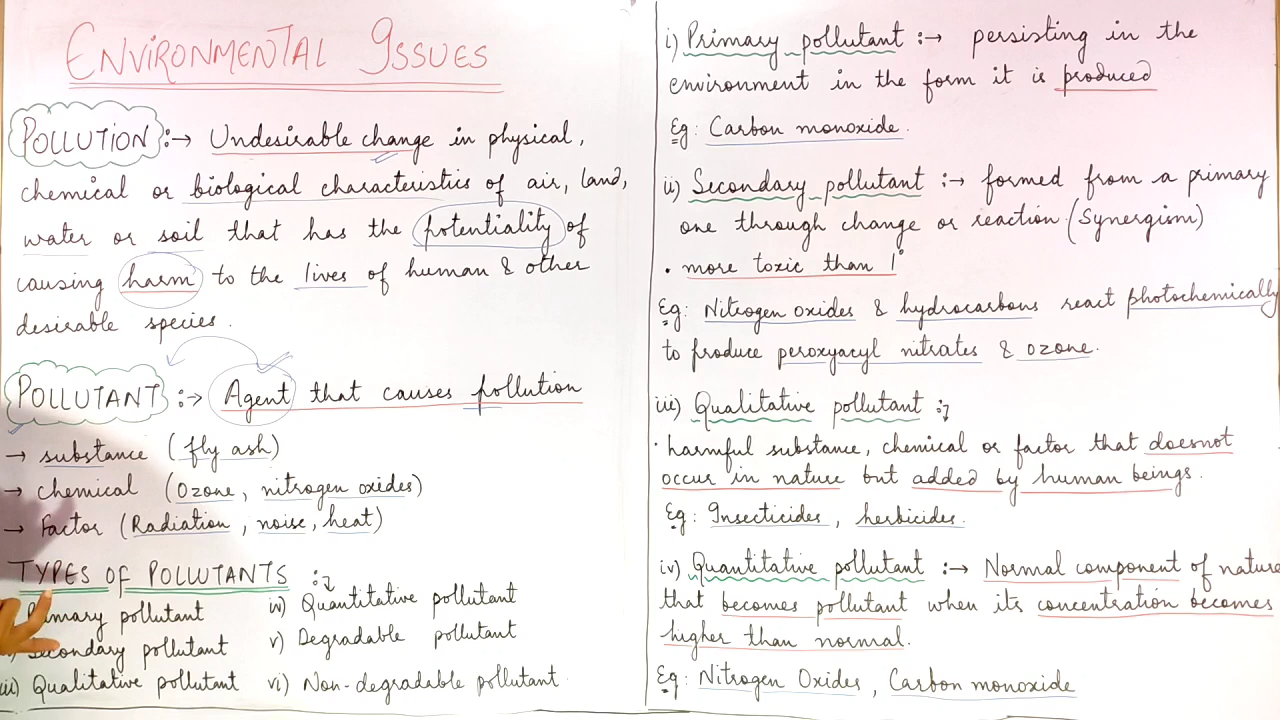 ENVIRONMENTAL ISSUES
POLLUTION :→ Undesirable change in physical,
chemical or biological characteristics of air, land,
water or soil that has the potentiality of
causing harm to the lives of human & other
desirable species.
POLLUTANT :→ Agent that causes pollution
→ substance (fly ash)
→ chemical (Ozone, nitrogen oxides)
→ Factor (Radiation, noise, heat)
TYPES OF POLLUTANTS :↴
Primary pollutant
Secondary pollutant
iii) Qualitative pollutant
iv) Quantitative pollutant
v) Degradable pollutant
vi) Non-degradable pollutant.
i) Primary pollutant :→ persisting in the
environment in the form it is produced
Eg: Carbon monoxide.
ii) Secondary pollutant :→ formed from a primary
one through change or reaction. (Synergism)
• more toxic than 1°
Eg: Nitrogen oxides & hydrocarbons react photochemically
to produce peroxyacyl nitrates & ozone.
iii) Qualitative pollutant :↴
• harmful substance, chemical or factor that doesnot
occur in nature but added by human beings.
Eg: Insecticides, herbicides.
iv) Quantitative pollutant :→ Normal component of nature
that becomes pollutant when its concentration becomes
higher than normal.
Eg: Nitrogen Oxides, Carbon monoxide